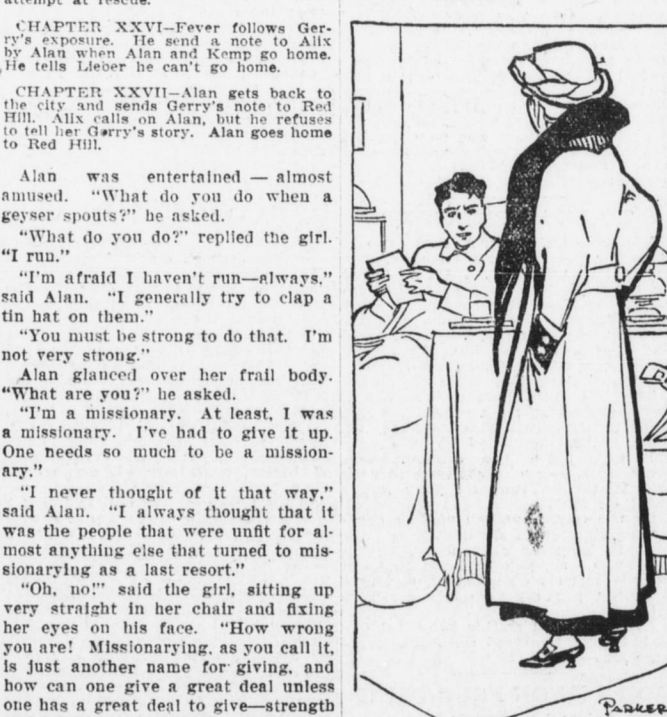 attempt at rescue.
CHAPTER XXVI—Fever follows Ger-
ry's exposure. He send a note to Alix
by Alan when Alan and Kemp go home.
He tells Lieber he can't go home.
CHAPTER XXVII—Alan gets back to
the city and sends Gerry's note to Red
Hill. Alix calls on Alan, but he refuses
to tell her Gerry's story. Alan goes home
to Red Hill.
Alan was entertained — almost
amused. "What do you do when a
geyser spouts?" he asked.
"What do you do?" replied the girl.
"I run."
"I'm afraid I haven't run—always,"
said Alan. "I generally try to clap a
tin hat on them."
"You must be strong to do that. I'm
not very strong."
Alan glanced over her frail body.
"What are you?" he asked.
"I'm a missionary. At least, I was
a missionary. I've had to give it up.
One needs so much to be a mission-
ary."
"I never thought of it that way,"
said Alan. "I always thought that it
was the people that were unfit for al-
most anything else that turned to mis-
sionarying as a last resort."
"Oh, no!" said the girl, sitting up
very straight in her chair and fixing
her eyes on his face. "How wrong
you are! Missionarying, as you call it,
is just another name for giving, and
how can one give a great deal unless
one has a great deal to give—strength
PARKER